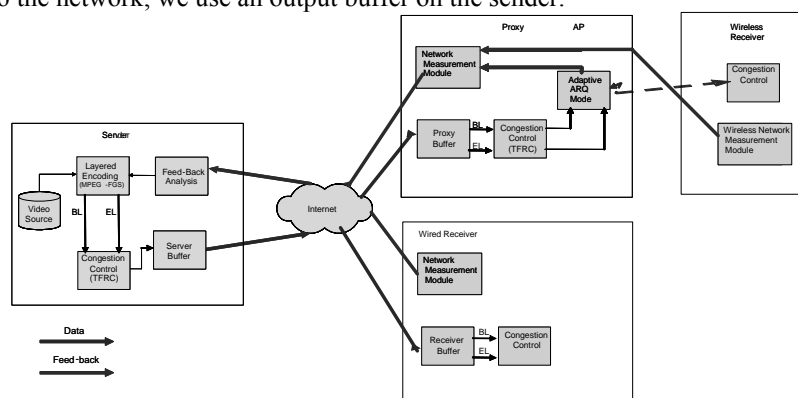 o the network, we use an output buffer on the sender.
Proxy
AP
Network
Measurement
Module
Adaptive
ARQ
Mode
Proxy
Buffer
BL
EL
Congestion
Control
(TFRC)
Wireless
Receiver
Congestion
Control
Wireless Network
Measurement
Module
Sender
Layered
Encoding
(MPEG -FGS)
Feed-Back
Analysis
Video
Source
BL
EL
Congestion
Control
(TFRC)
Server
Buffer
Internet
Wired Receiver
Network
Measurement
Module
Receiver
Buffer
BL
EL
Congestion
Control
Data
Feed-back